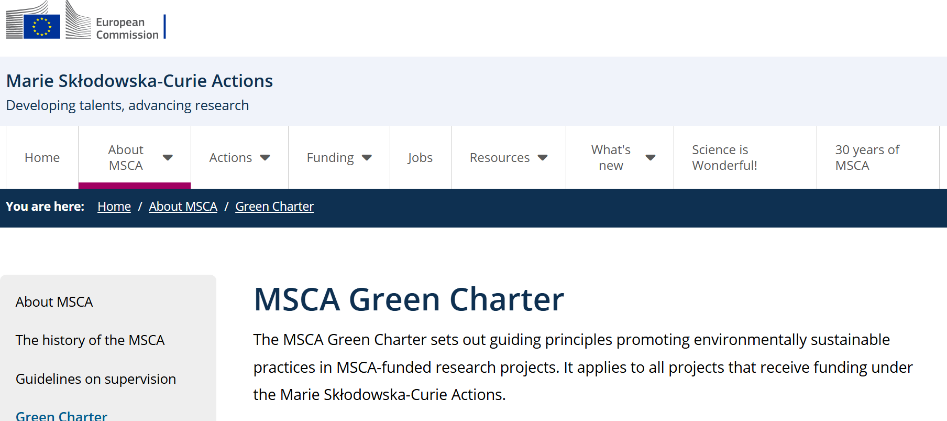 European
Commission
Marie Skłodowska-Curie Actions
Developing talents, advancing research
Home
About
MSCA
Actions
Funding
Jobs
Resources
What's
new
Science is
Wonderful!
30 years of
MSCA
You are here: Home / About MSCA / Green Charter
About MSCA
The history of the MSCA
Guidelines on supervision
Green Charter
MSCA Green Charter
The MSCA Green Charter sets out guiding principles promoting environmentally sustainable
practices in MSCA-funded research projects. It applies to all projects that receive funding under
the Marie Skłodowska-Curie Actions.